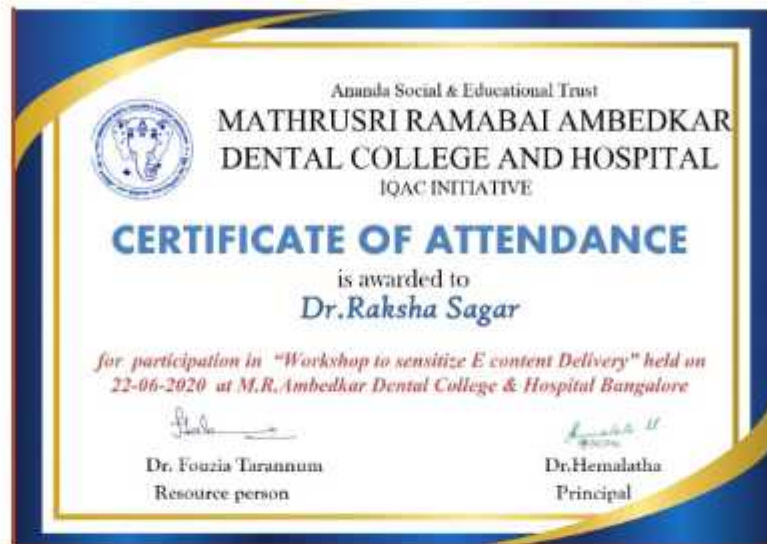 Ananda Social & Educational Trust
MATHRUSRI RAMABAI AMBEDKAR
DENTAL COLLEGE AND HOSPITAL
IQAC INITIATIVE
CERTIFICATE OF ATTENDANCE
is awarded to
Dr.Raksha Sagar
for participation in "Workshop to sensitize E content Delivery" held on
22-06-2020 at M.R.Ambedkar Dental College & Hospital Bangalore
Dr. Fouzia Tarannum
Resource person
Dr.Hemalatha
Principal